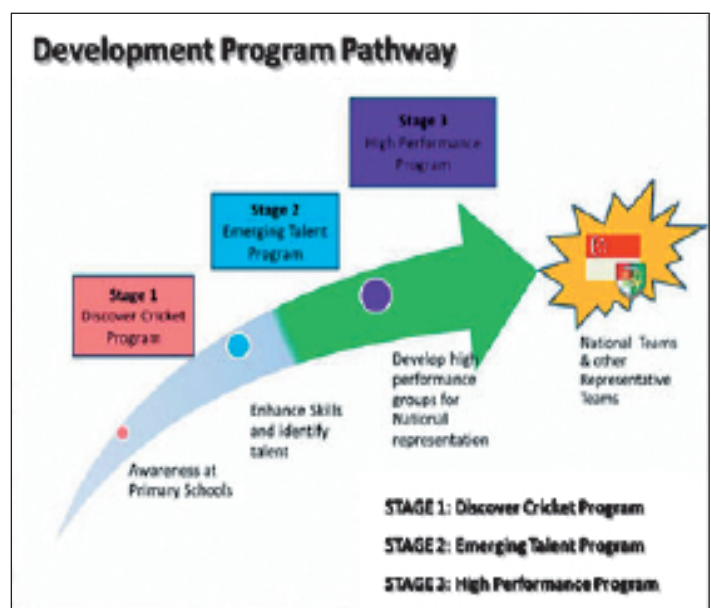 Development Program Pathway
Stage 3
High Performance
Program
Stage 2
Emerging Talent
Program
Stage 1
Discover Cricket
Program
National Teams
& other
Representative
Teams
Develop high
performance
groups for
National
representation
Enhance Skills
and identify
talent
Awareness at
Primary Schools
STAGE 1: Discover Cricket Program
STAGE 2: Emerging Talent Program
STAGE 3: High Performance Program